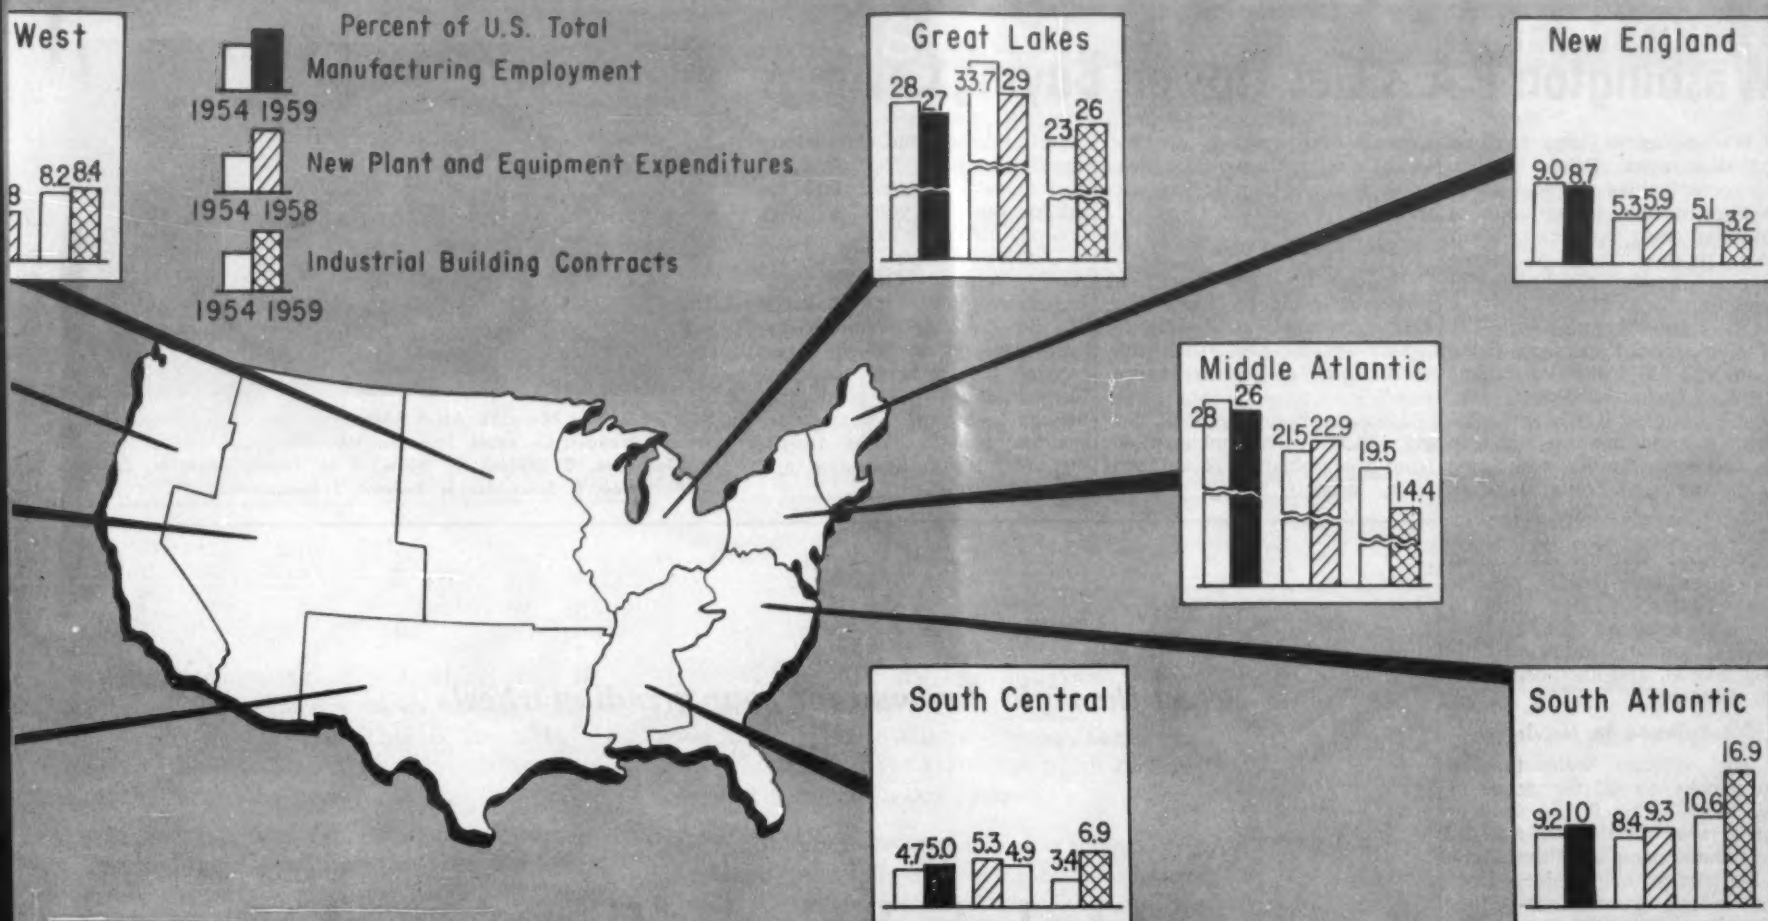 West
8
8.2 8.4
Percent of U.S. Total
Manufacturing Employment
1954 1959
New Plant and Equipment Expenditures
1954 1958
Industrial Building Contracts
1954 1959
Great Lakes
28 27 33.7 29 23 26
New England
9.0 8.7 5.3 5.9 5.1 3.2
Middle Atlantic
28 26 21.5 22.9 19.5 14.4
South Central
4.7 5.0 5.3 4.9 3.4 6.9
South Atlantic
9.2 10 8.4 9.3 10.6 16.9